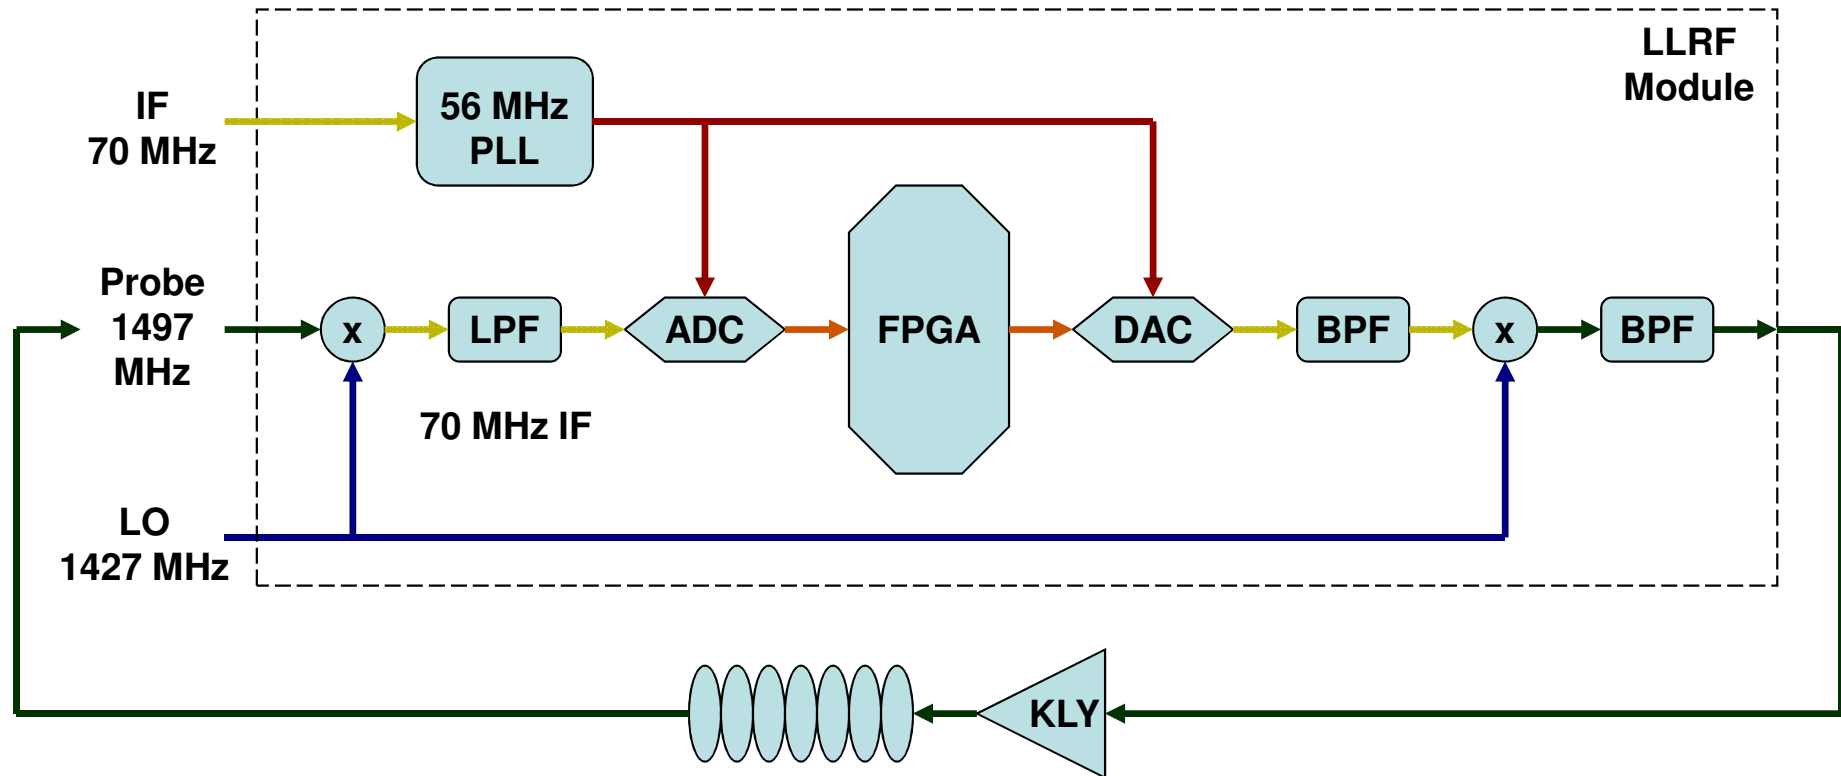 LLRF
Module
IF
70 MHz
56 MHz
PLL
Probe
1497
MHz
x
LPF
ADC
FPGA
DAC
BPF
x
BPF
70 MHz IF
LO
1427 MHz
KLY